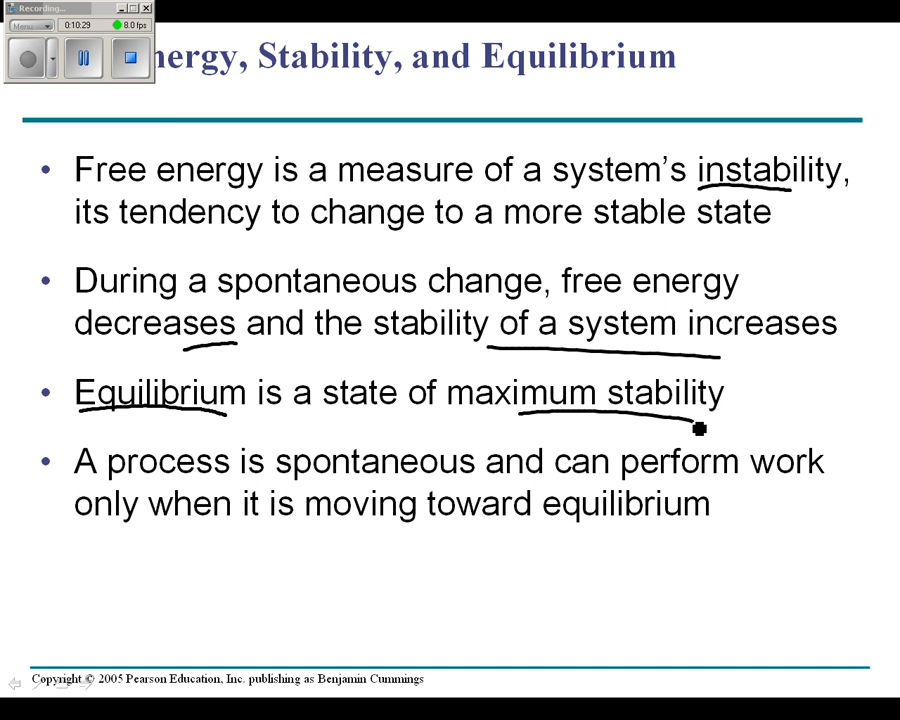 Recording...
Menu
0:10:29
8.0 fps
nergy, Stability, and Equilibrium
• Free energy is a measure of a system’s instability,
its tendency to change to a more stable state
• During a spontaneous change, free energy
decreases and the stability of a system increases
• Equilibrium is a state of maximum stability
• A process is spontaneous and can perform work
only when it is moving toward equilibrium
Copyright © 2005 Pearson Education, Inc. publishing as Benjamin Cummings